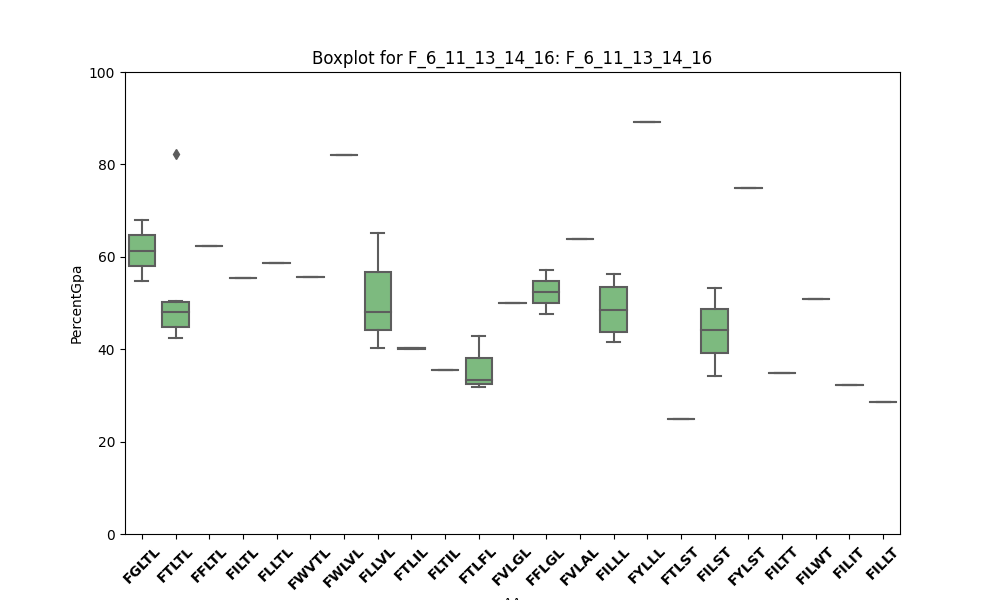 Boxplot for F_6_11_13_14_16: F_6_11_13_14_16
PercentGpa
100
80
60
40
20
0
FGLTL
FTLTL
FFLTL
FILTL
FLLTL
FWVTL
FWLVL
FLLVL
FTLIL
FLTIL
FTLFL
FVLGL
FFLGL
FVLAL
FILLL
FYLLL
FTLST
FILST
FYLST
FILTT
FILWT
FILIT
FILLT